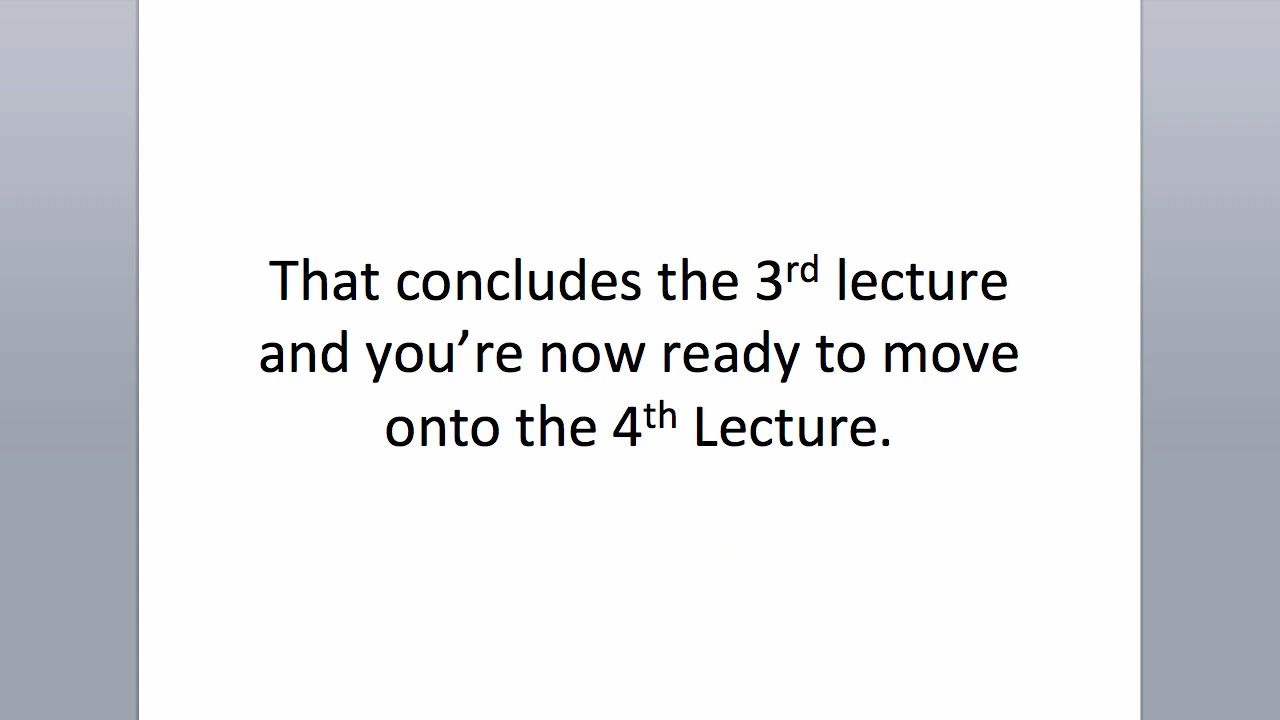 That concludes the 3rd lecture
and you’re now ready to move
onto the 4th Lecture.